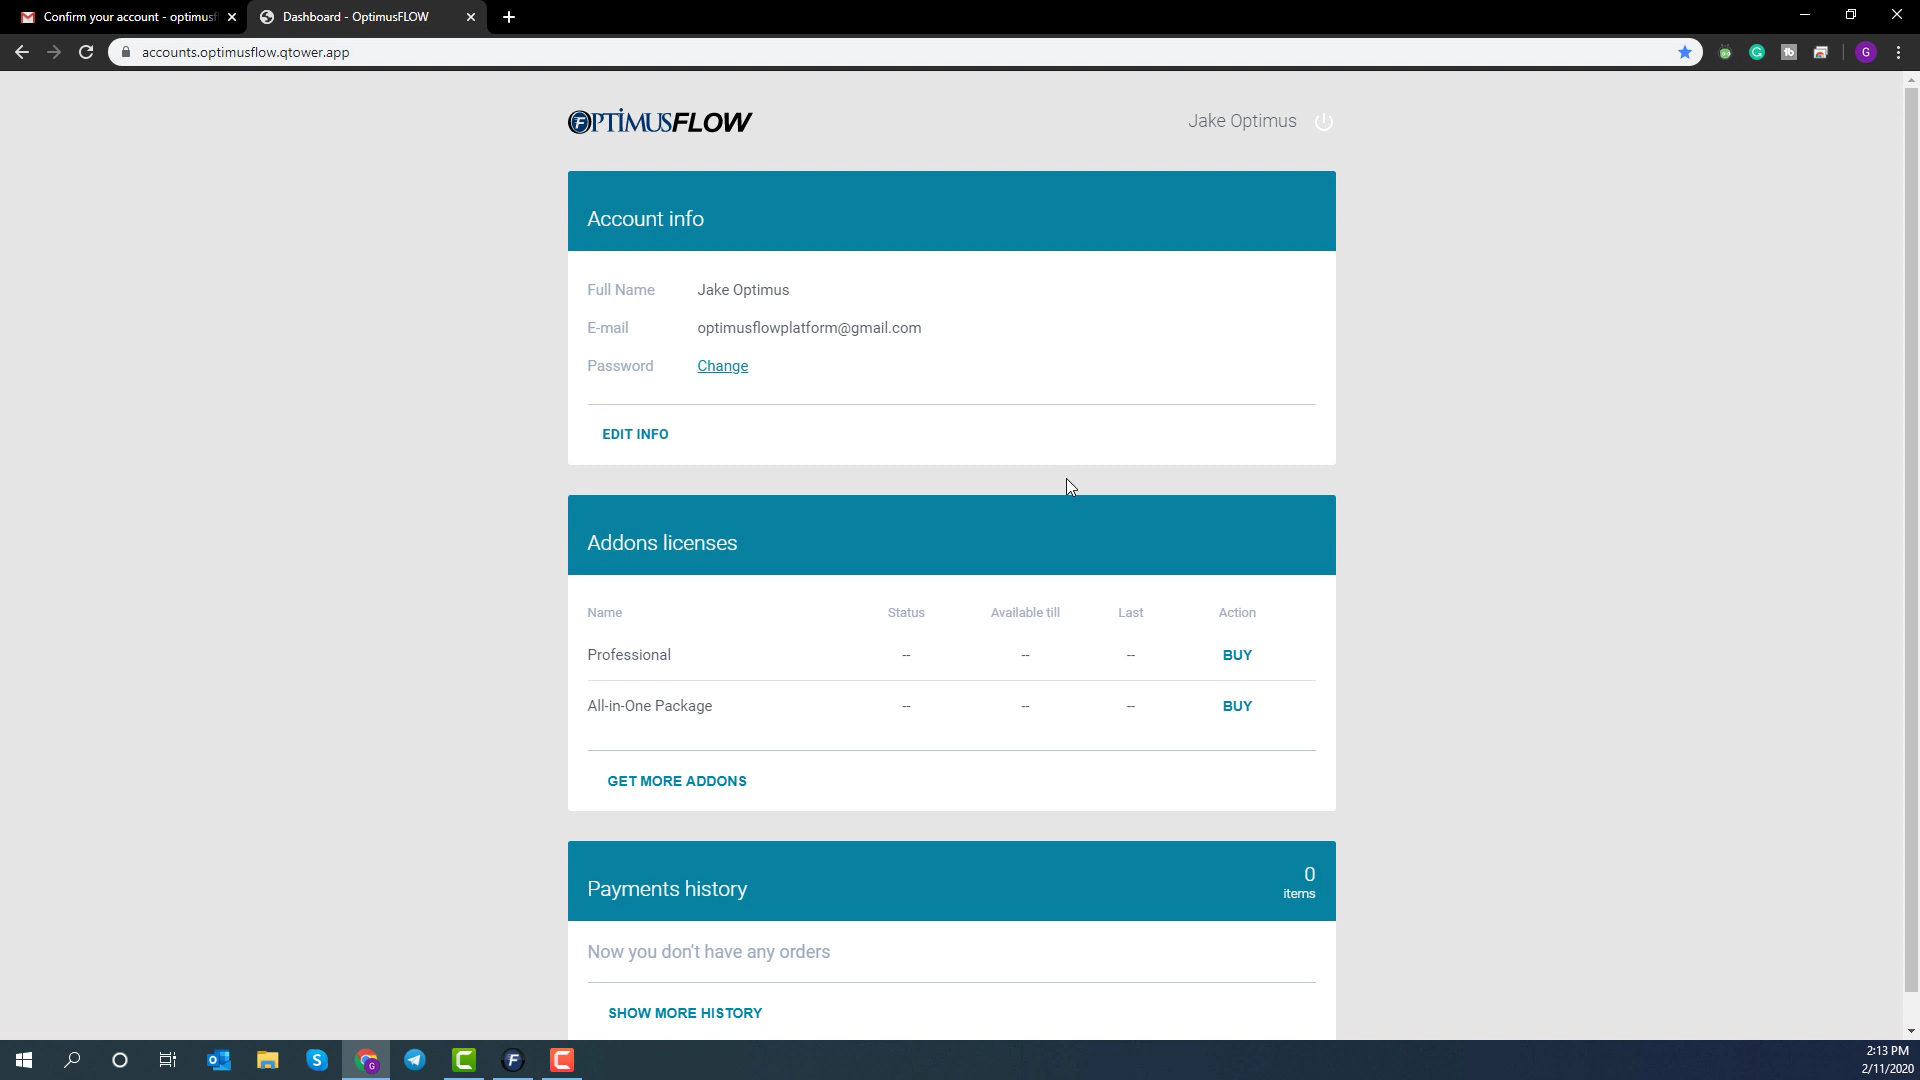 Confirm your account - optimusf
Dashboard - OptimusFLOW
accounts.optimusflow.qtower.app
G
OPTİMUSFLOW
Jake Optimus
Account info
Full Name Jake Optimus
E-mail optimusflowplatform@gmail.com
Password Change
EDIT INFO
Addons licenses
Name Status Available till Last Action
Professional -- -- -- BUY
All-in-One Package -- -- -- BUY
GET MORE ADDONS
Payments history
0
items
Now you don't have any orders
SHOW MORE HISTORY
2:13 PM
2/11/2020